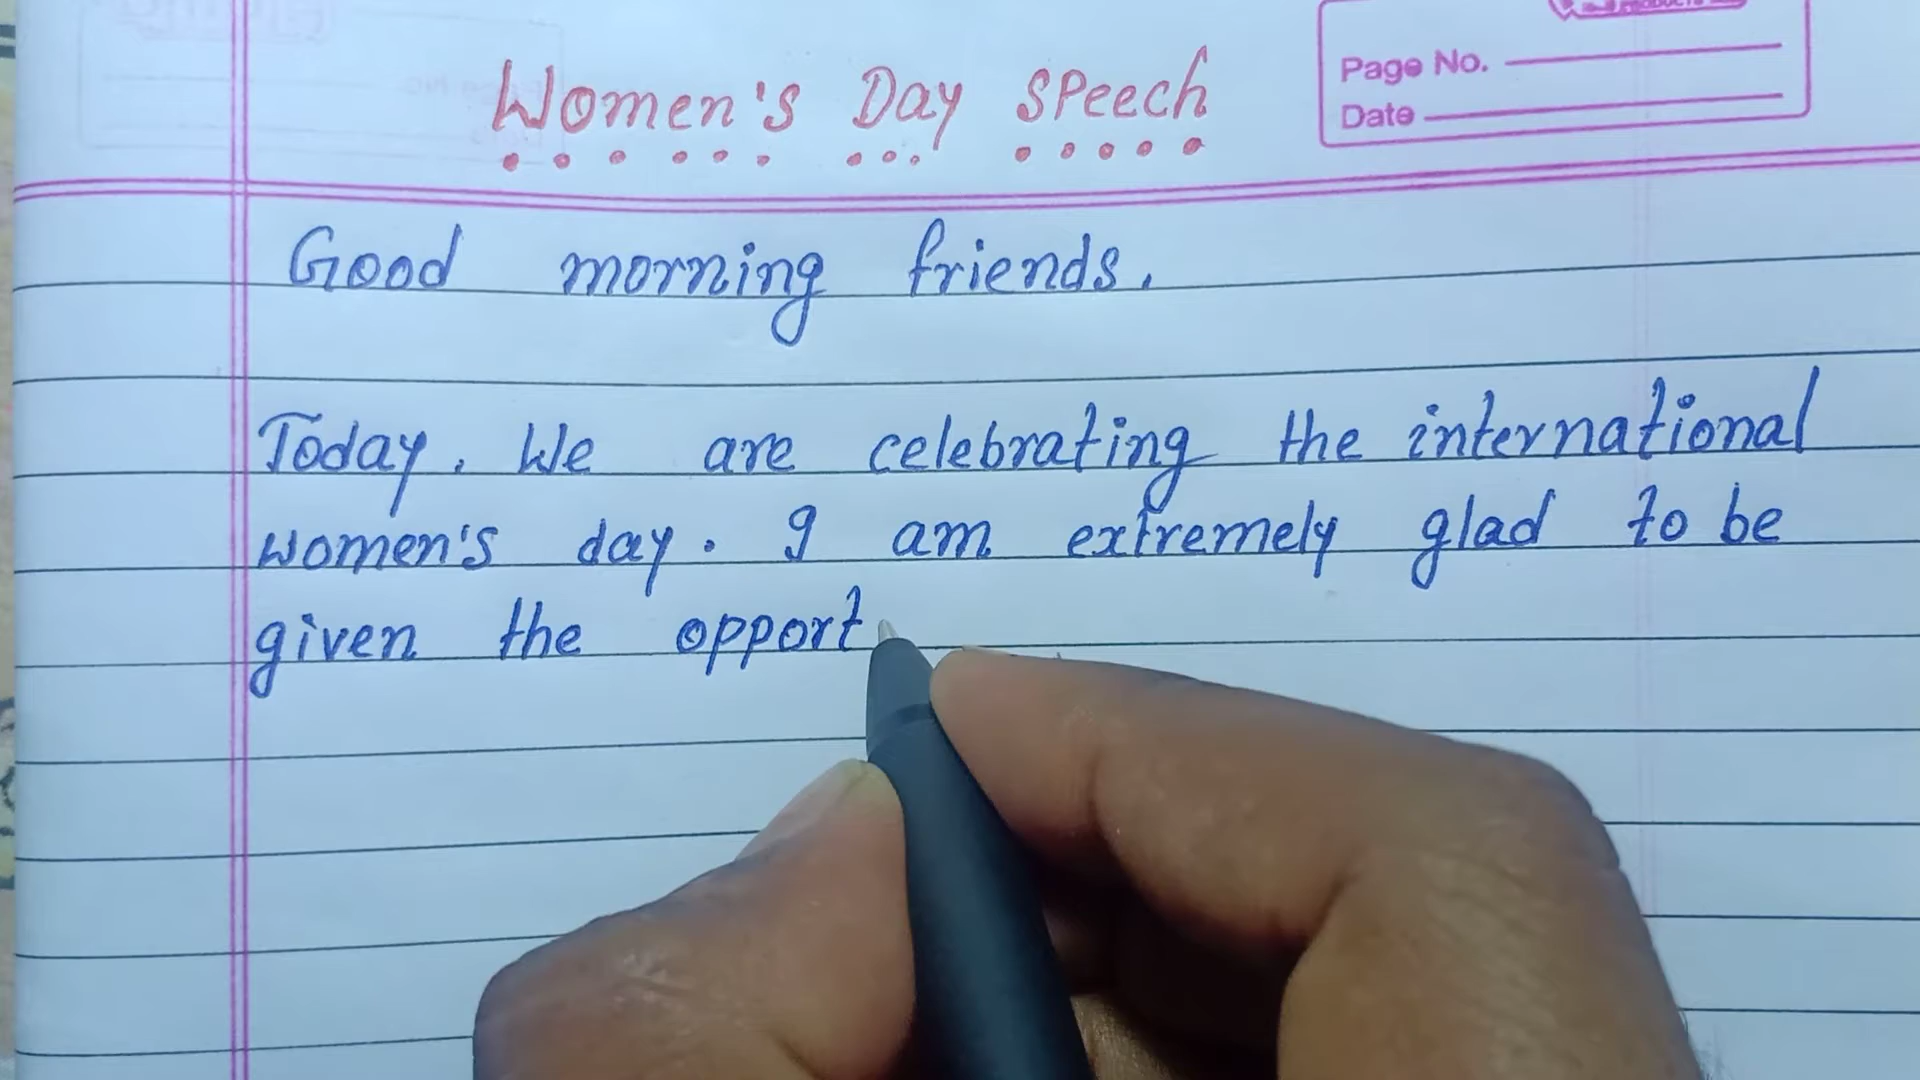 Women's Day Speech
Page No.
Date
Good morning friends.
Today, We are celebrating the international
women's day. I am extremely glad to be
given the opport